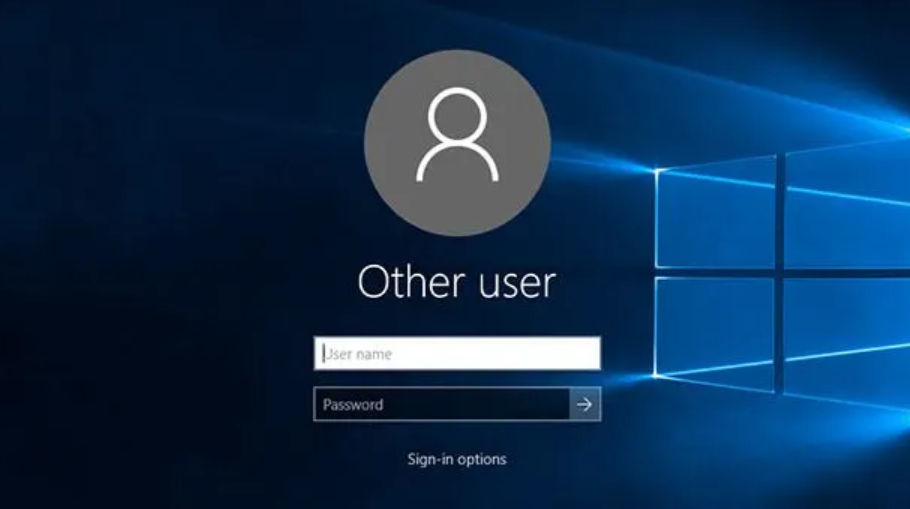 Other user
User name
Password
Sign-in options